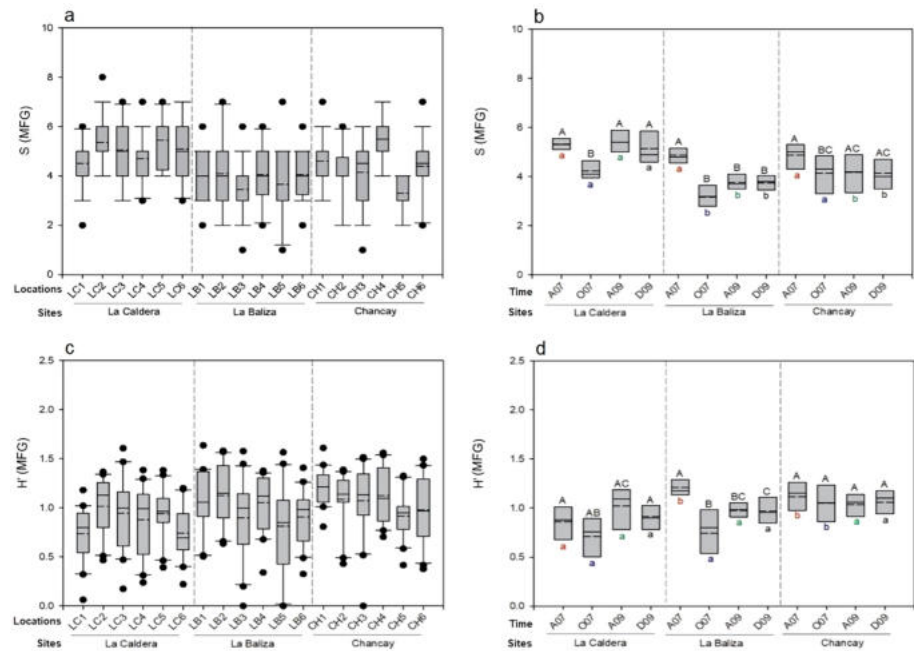 a
S (MFG)
10
8
6
4
2
0
Locations
LC1 LC2 LC3 LC4 LC5 LC6 LB1 LB2 LB3 LB4 LB5 LB6 CH1 CH2 CH3 CH4 CH5 CH6
Sites La Caldera La Baliza Chancay
b
S (MFG)
10
8
6
4
2
0
A B A A A B B B A BC AC AC
a a a a a b b b a a b b
Time A07 O07 A09 D09 A07 O07 A09 D09 A07 O07 A09 D09
Sites La Caldera La Baliza Chancay
c
H' (MFG)
2.5
2.0
1.5
1.0
0.5
0.0
Locations
LC1 LC2 LC3 LC4 LC5 LC6 LB1 LB2 LB3 LB4 LB5 LB6 CH1 CH2 CH3 CH4 CH5 CH6
Sites La Caldera La Baliza Chancay
d
H' (MFG)
2.5
2.0
1.5
1.0
0.5
0.0
A AB AC A A B BC C A A A A
a a a a b a a a b b a a
Time A07 O07 A09 D09 A07 O07 A09 D09 A07 O07 A09 D09
Sites La Caldera La Baliza Chancay